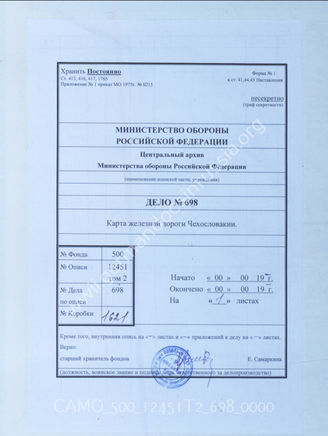 Хранить Постоянно
Форма № 1
Ст. 413, 416, 417, 1765
к ст. 41,44,45 Наставления
Приложение № 1 приказ МО 1975г. № 0215
несекретно
(гриф секретности)
МИНИСТЕРСТВО ОБОРОНЫ
РОССИЙСКОЙ ФЕДЕРАЦИИ
Центральный архив
Министерства обороны Российской Федерации
(наименование воинской части, учреждения)
ДЕЛО № 698
Карта железной дороги Чехословакии.
№ Фонда 500
№ Описи 12451
том 2
№ Дела 698
по описи
№ Коробки 1621
Начато « 00 » 00 19 г.
Окончено « 00 » 00 19 г.
На «1» листах
Кроме того, внутренняя опись на «-» листах и «-» приложений к делу на «-» листах.
Верно:
старший хранитель фондов
Е. Самаркина
(должность, воинское звание и подпись ответственного за делопроизводство)
CAMO_500_12451T2_698_0000